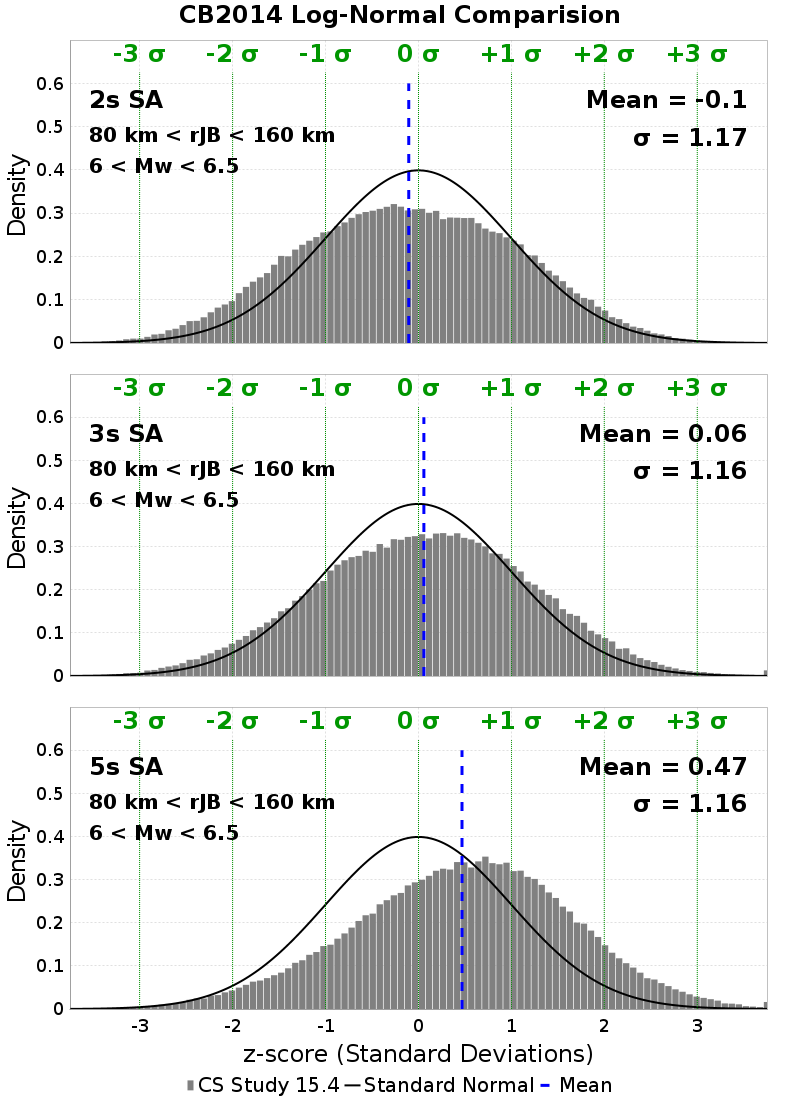 CB2014 Log-Normal Comparision
-3 σ -2 σ -1 σ 0 σ +1 σ +2 σ +3 σ
2s SA
Mean = -0.1
80 km < rJB < 160 km
σ = 1.17
6 < Mw < 6.5
Density
0.6
0.5
0.4
0.3
0.2
0.1
0
-3 σ -2 σ -1 σ 0 σ +1 σ +2 σ +3 σ
3s SA
Mean = 0.06
80 km < rJB < 160 km
σ = 1.16
6 < Mw < 6.5
Density
0.6
0.5
0.4
0.3
0.2
0.1
0
-3 σ -2 σ -1 σ 0 σ +1 σ +2 σ +3 σ
5s SA
Mean = 0.47
80 km < rJB < 160 km
σ = 1.16
6 < Mw < 6.5
Density
0.6
0.5
0.4
0.3
0.2
0.1
0
-3 -2 -1 0 1 2 3
z-score (Standard Deviations)
CS Study 15.4 Standard Normal Mean